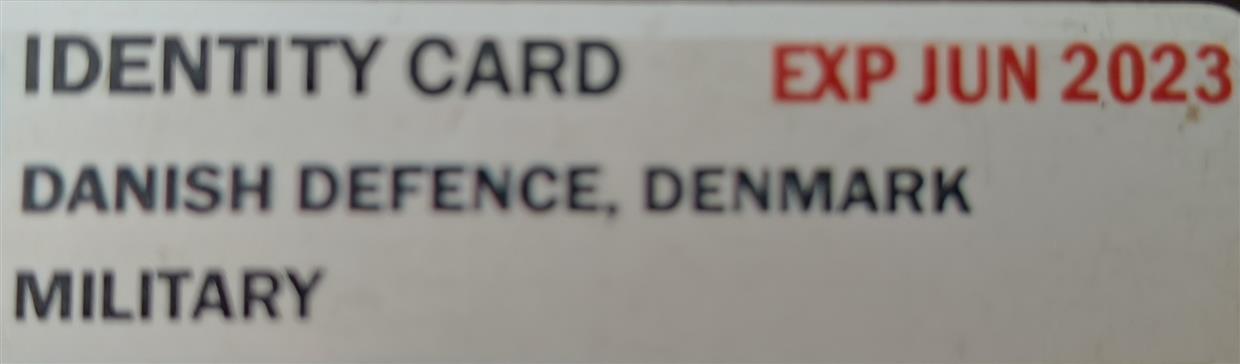 IDENTITY CARD EXP JUN 2023
DANISH DEFENCE, DENMARK
MILITARY